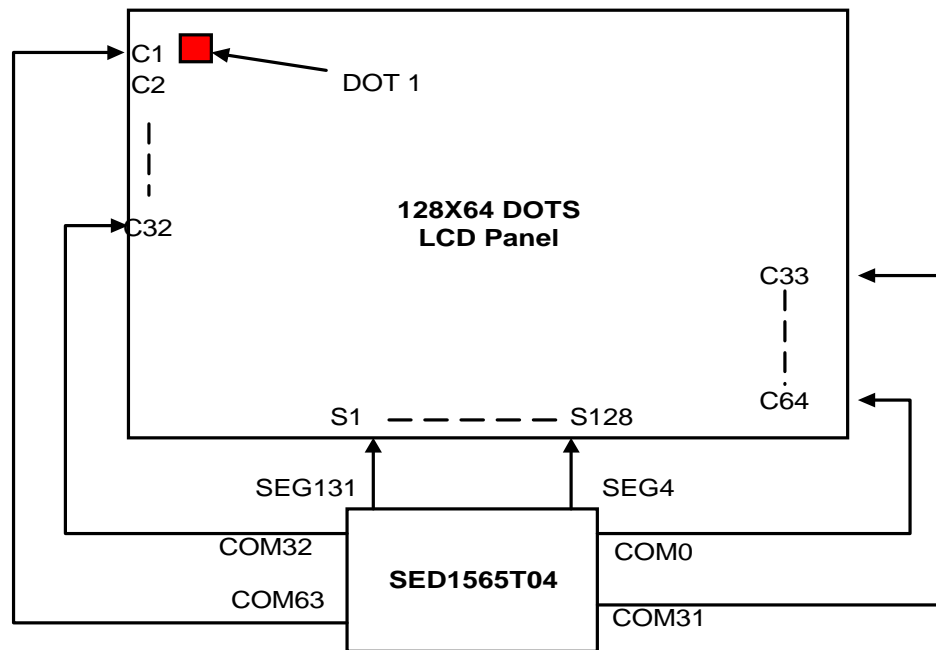 C1
C2
DOT 1
128X64 DOTS
LCD Panel
C32
C33
C64
S1
S128
SEG131
SEG4
COM32
COM0
SED1565T04
COM63
COM31